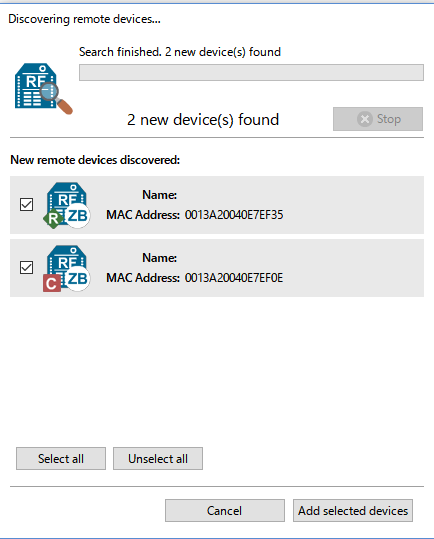 Discovering remote devices...
Search finished. 2 new device(s) found
RF
2 new device(s) found
Stop
New remote devices discovered:
RF
R ZB
Name:
MAC Address: 0013A20040E7EF35
RF
C ZB
Name:
MAC Address: 0013A20040E7EF0E
Select all
Unselect all
Cancel
Add selected devices